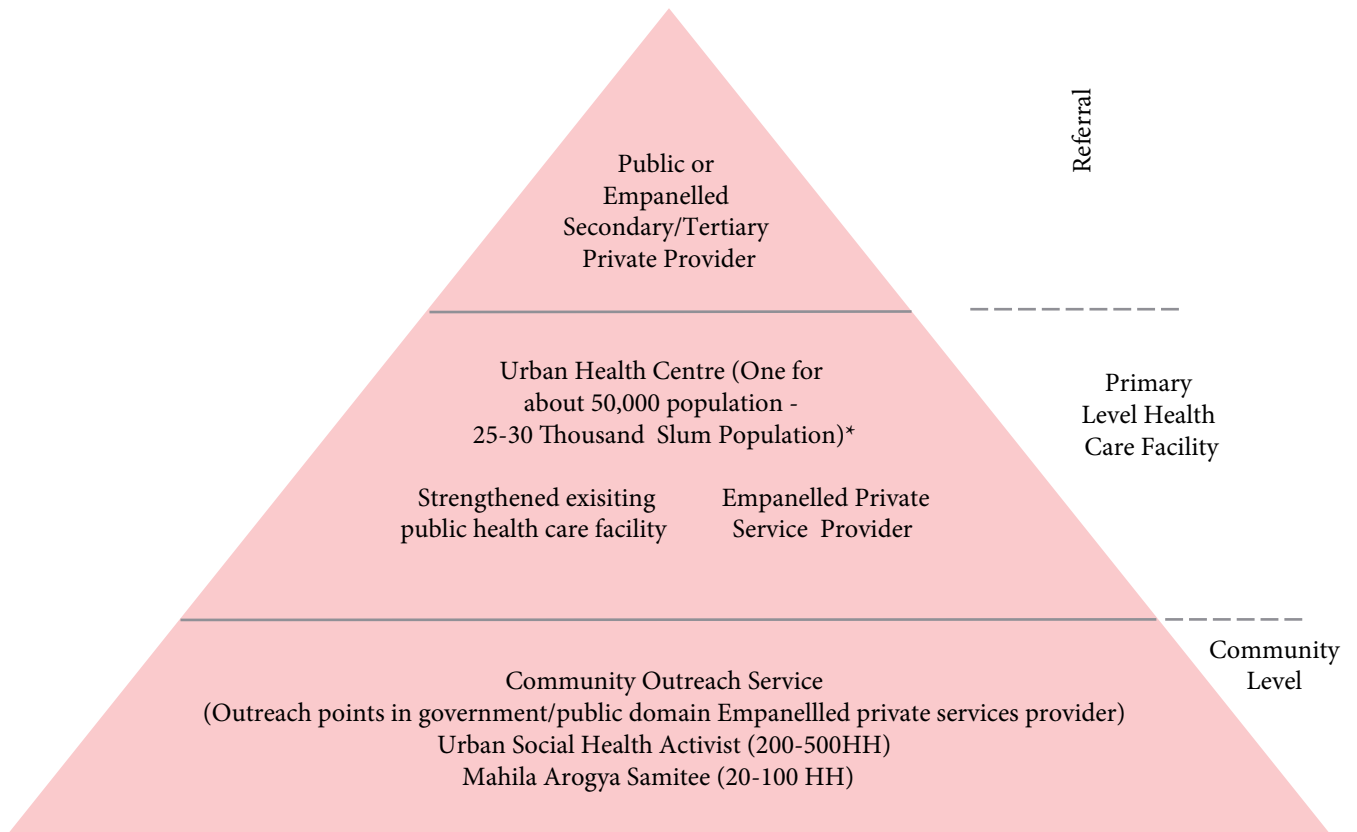 Referral
Public or
Empanelled
Secondary/Tertiary
Private Provider
Urban Health Centre (One for
about 50,000 population -
25-30 Thousand Slum Population)*
Primary
Level Health
Care Facility
Strengthened exisiting
public health care facility
Empanelled Private
Service Provider
Community
Level
Community Outreach Service
(Outreach points in government/public domain Empanellled private services provider)
Urban Social Health Activist (200-500HH)
Mahila Arogya Samitee (20-100 HH)